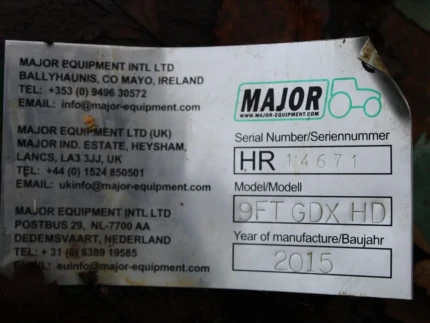 MAJOR EQUIPMENT INTL LTD
BALLYHAUNIS, CO MAYO, IRELAND
TEL: +353 (0) 9496 30572
EMAIL: info@major-equipment.com
MAJOR EQUIPMENT LTD (UK)
MAJOR IND. ESTATE, HEYSHAM,
LANCS, LA3 3JJ, UK
TEL: +44 (0) 1524 850501
EMAIL: ukinfo@major-equipment.com
MAJOR EQUIPMENT INTL LTD
POSTBUS 29, NL-7700 AA
DEDEMSVAART, NEDERLAND
TEL: + 31 (0) 6389 19585
EMAIL: euinfo@major-equipment.com
MAJOR
WWW.MAJOR-EQUIPMENT.COM
Serial Number/Seriennummer
HR 14671
Model/Modell
9FT GDX HD
Year of manufacture/Baujahr
2015